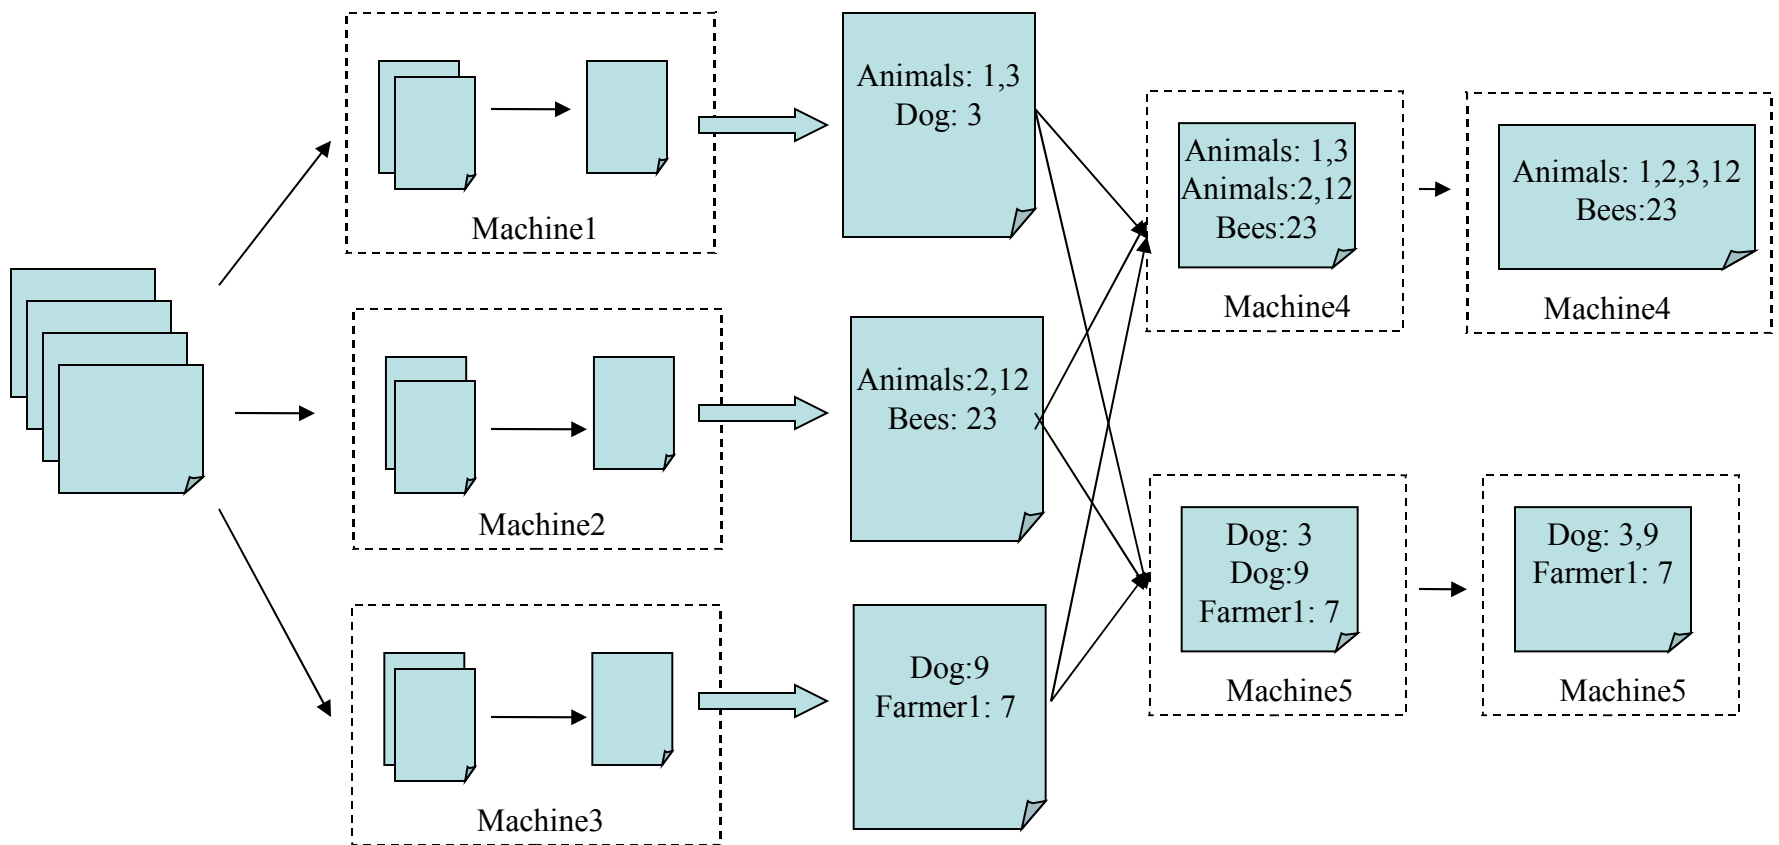 Animals: 1,3
Dog: 3
Machine1
Animals: 1,3
Animals:2,12
Bees:23
Machine4
Animals: 1,2,3,12
Bees:23
Machine4
Animals:2,12
Bees: 23
Machine2
Dog: 3
Dog:9
Farmer1: 7
Machine5
Dog: 3,9
Farmer1: 7
Machine5
Dog:9
Farmer1: 7
Machine3